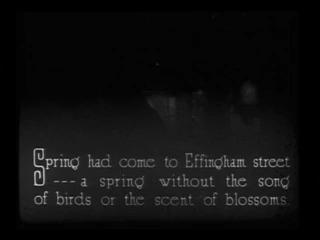 Spring had come to Effingham street
---a spring without the song
of birds or the scent of blossoms.